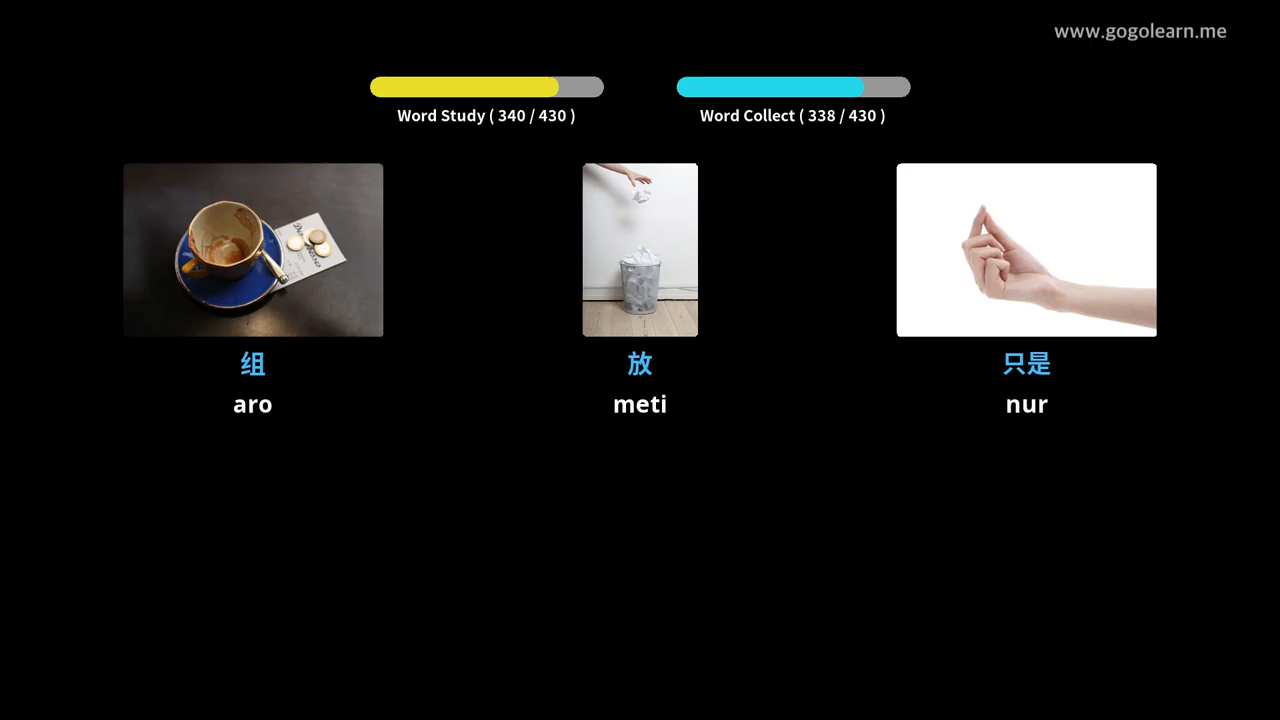 www.gogolearn.me
Word Study ( 340 / 430 )
Word Collect ( 338 / 430 )
组
放
只是
aro
meti
nur